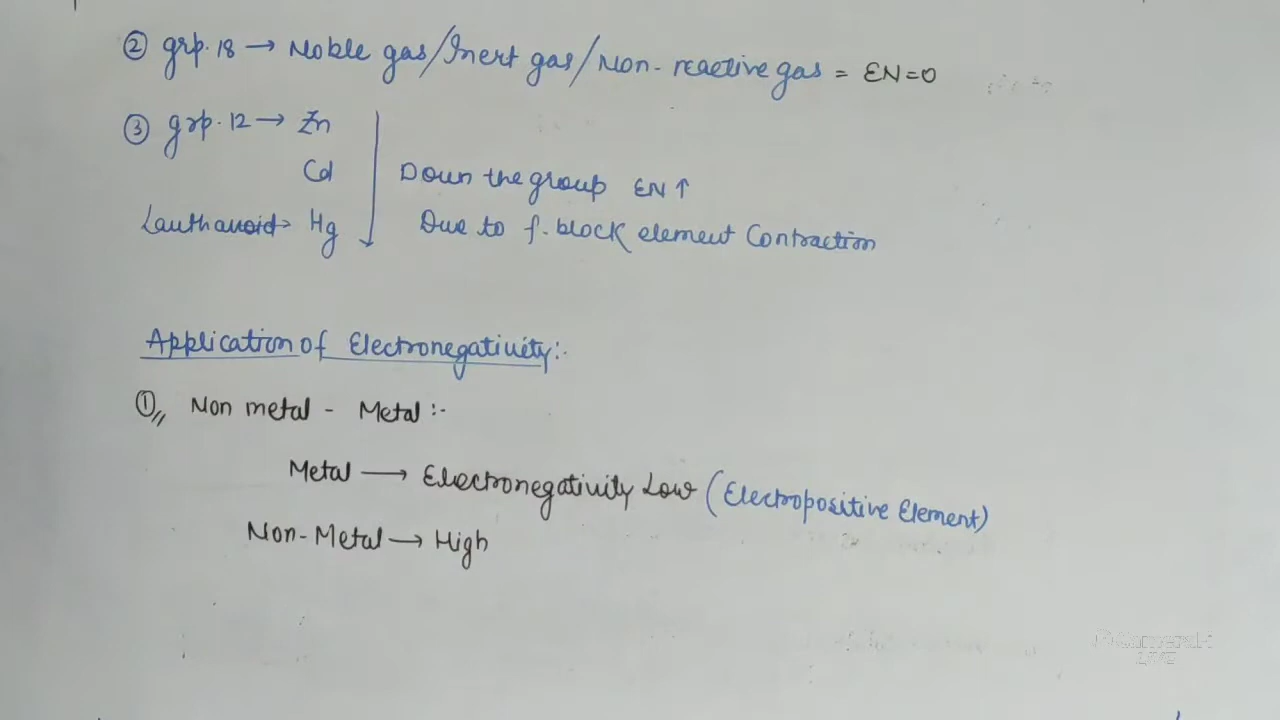 ② grp. 18 → Noble gas/Inert gas/Non-reactive gas = EN=0
③ grp. 12 → Zn
Cd Down the group EN↑
Lanthanoid → Hg Due to f-block element Contraction
Application of Electronegativity:-
① Non metal - Metal :-
Metal → Electronegativity Low (Electropositive Element)
Non-Metal → High